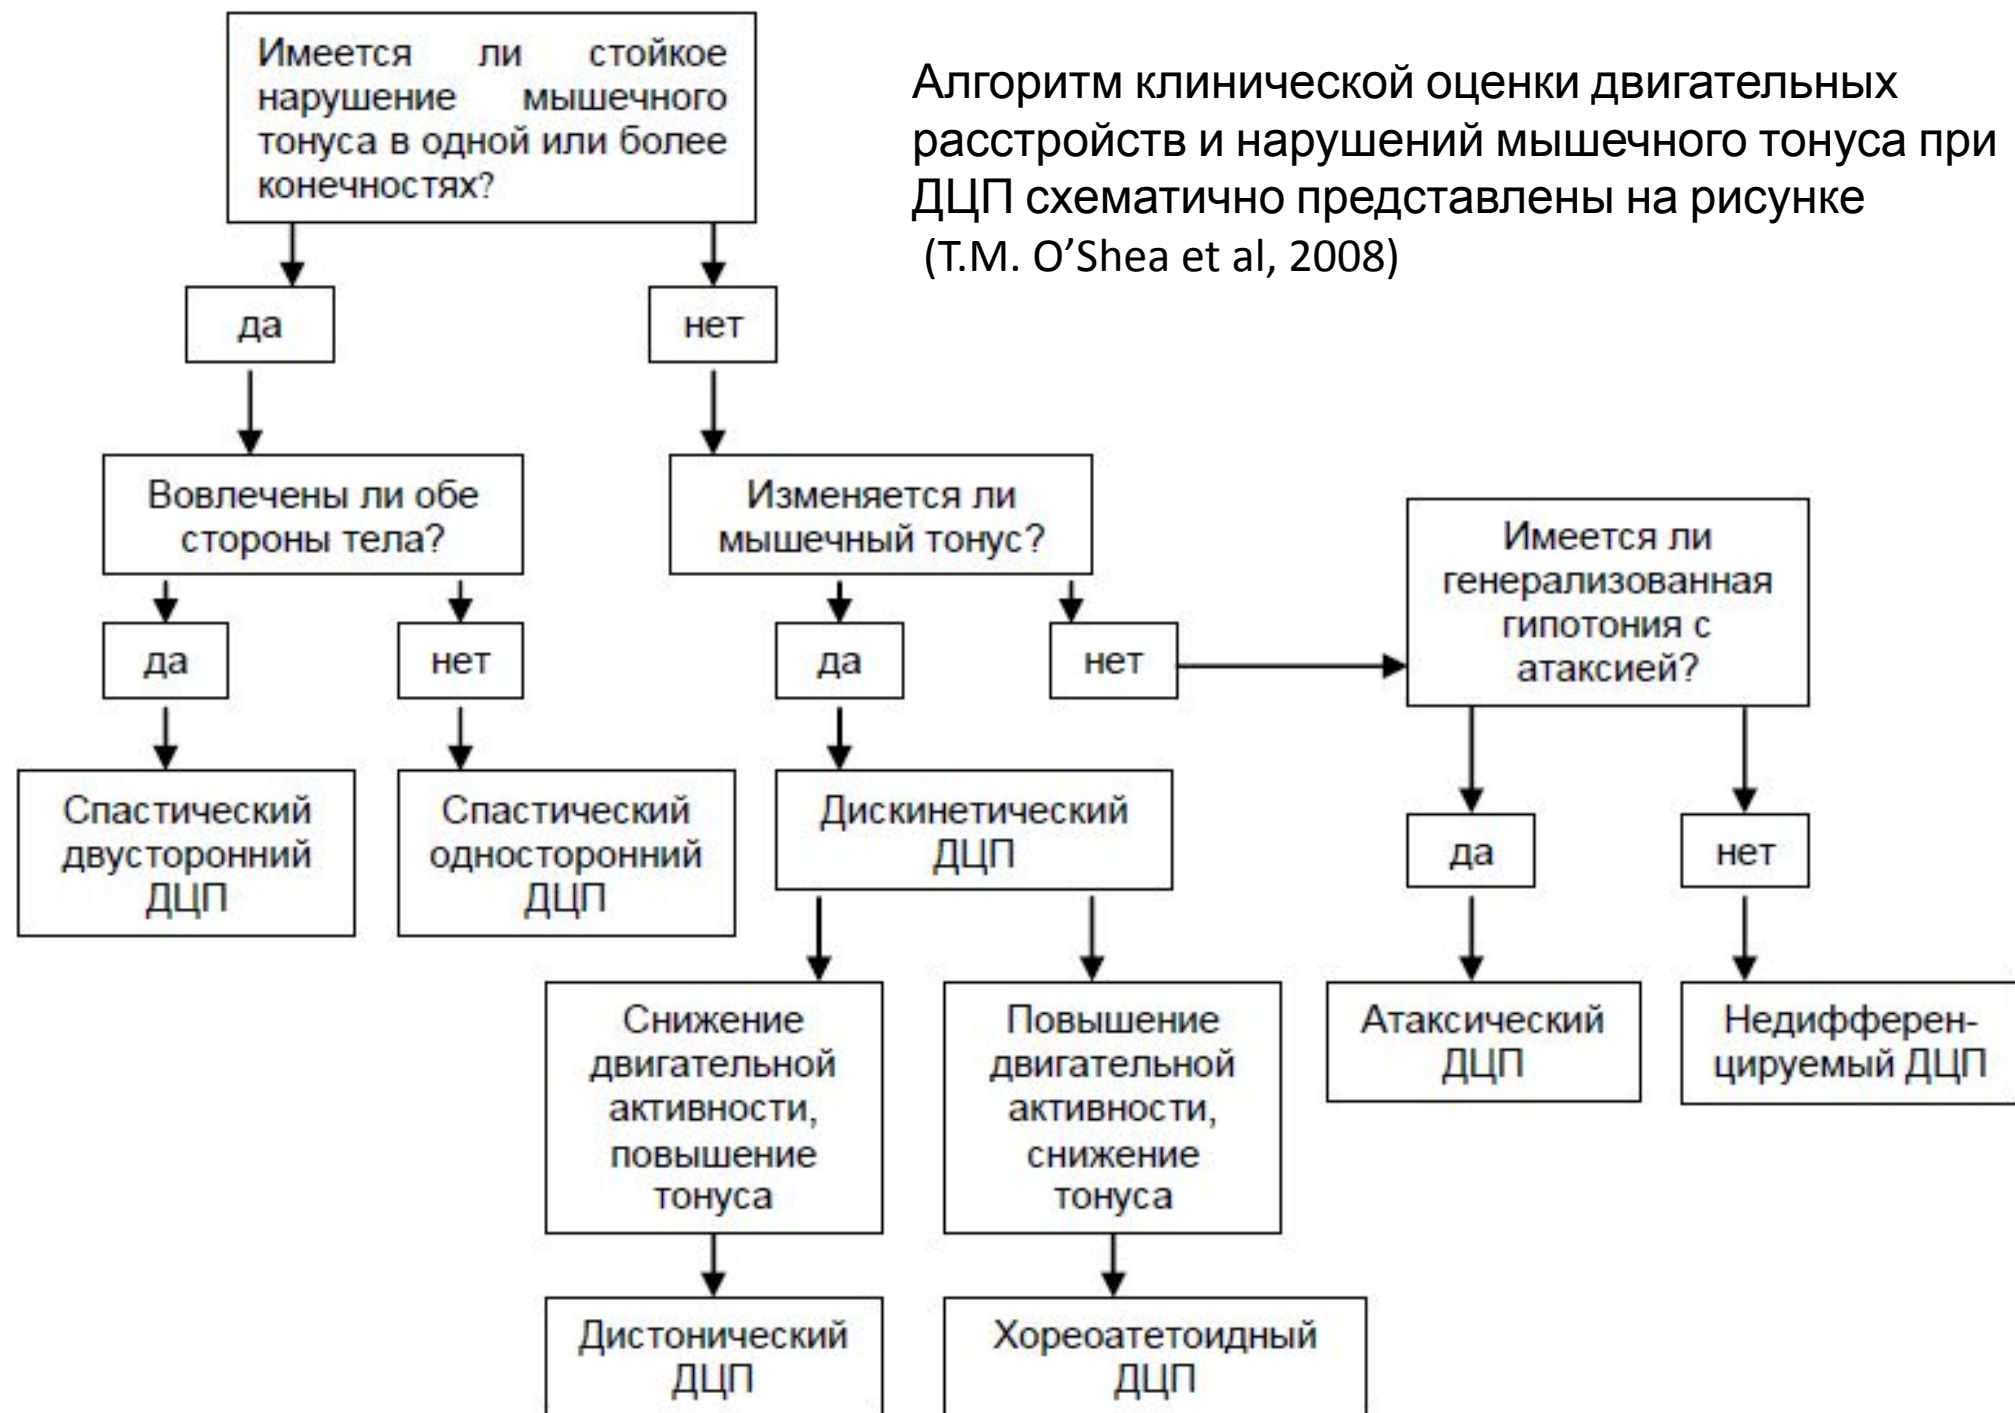 Имеется ли стойкое
нарушение мышечного
тонуса в одной или более
конечностях?
Алгоритм клинической оценки двигательных
расстройств и нарушений мышечного тонуса при
ДЦП схематично представлены на рисунке
(T.M. O’Shea et al, 2008)
да
нет
Вовлечены ли обе
стороны тела?
Изменяется ли
мышечный тонус?
Имеется ли
генерализованная
гипотония с
атаксией?
да
нет
да
нет
Спастический
двусторонний
ДЦП
Спастический
односторонний
ДЦП
Дискинетический
ДЦП
да
нет
Снижение
двигательной
активности,
повышение
тонуса
Повышение
двигательной
активности,
снижение
тонуса
Атаксический
ДЦП
Недифферен-
цируемый ДЦП
Дистонический
ДЦП
Хореоатетоидный
ДЦП